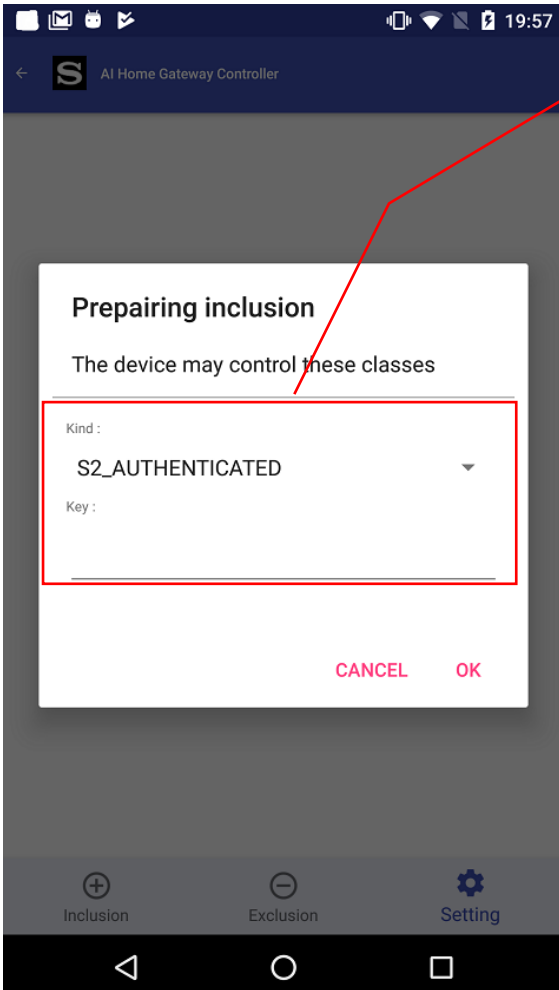 19:57
S
AI Home Gateway Controller
Prepairing inclusion
The device may control these classes
Kind :
S2_AUTHENTICATED
Key :
CANCEL OK
Inclusion Exclusion Setting